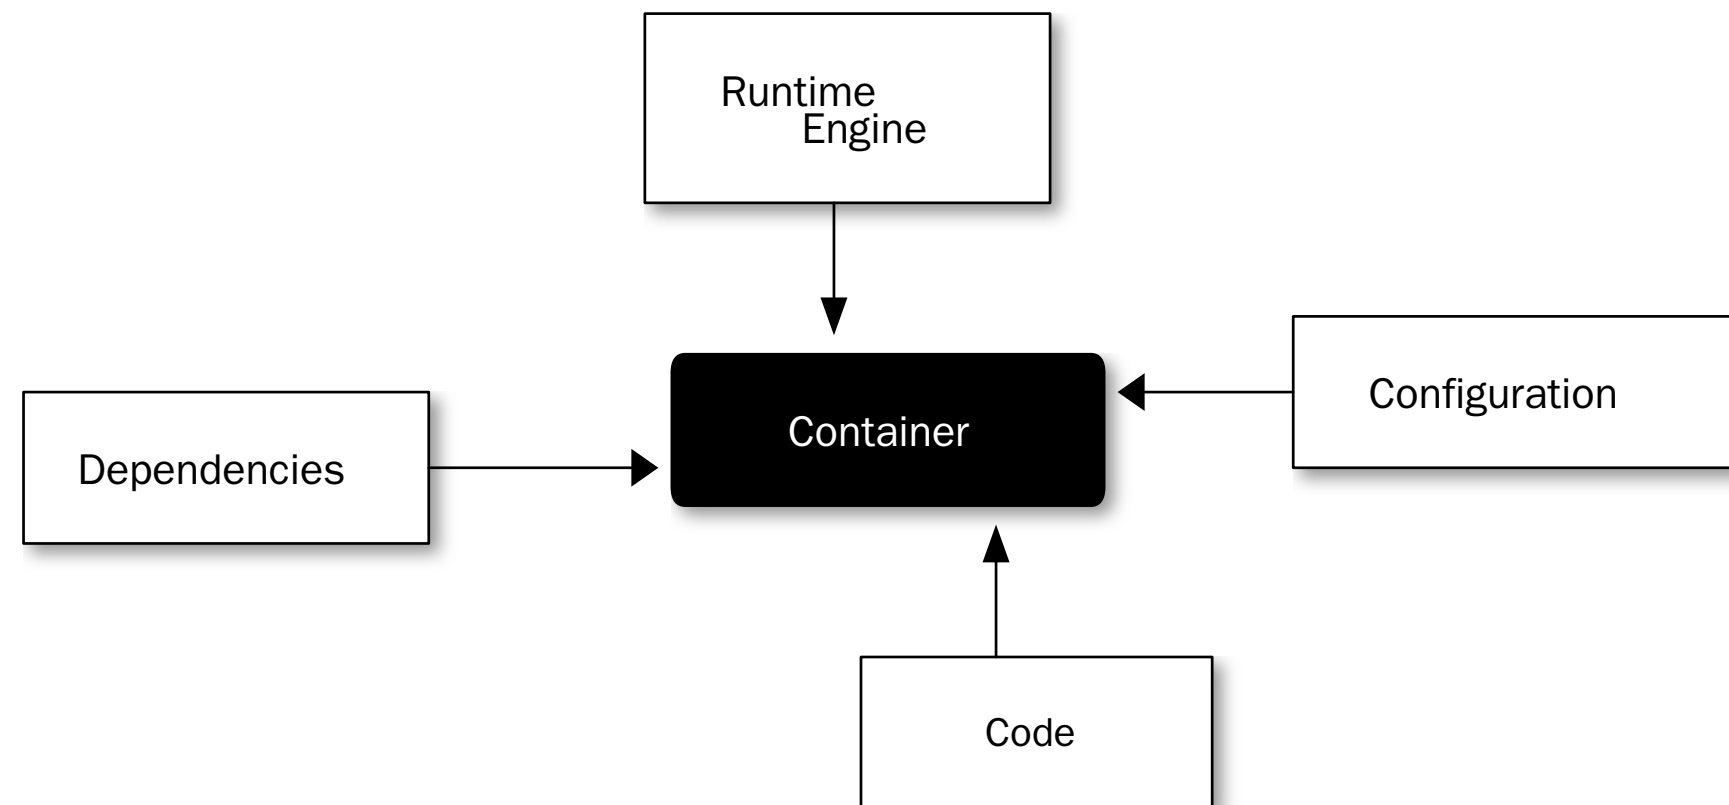 Runtime
Engine
Configuration
Container
Dependencies
Code